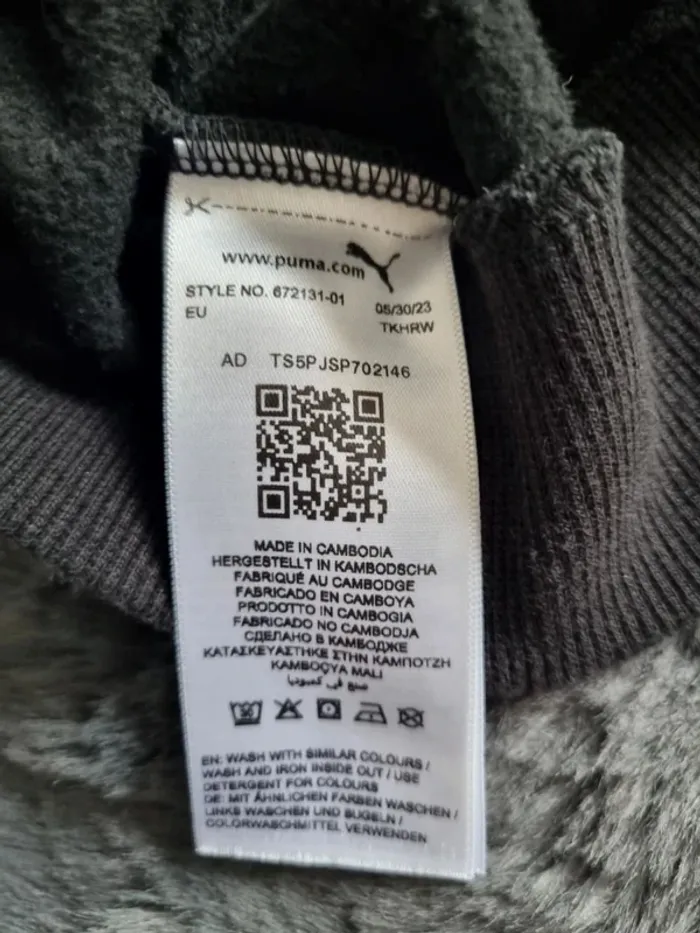 www.puma.com
STYLE NO. 672131-01
EU
05/30/23
TKHRW
AD TS5PJSP702146
MADE IN CAMBODIA
HERGESTELLT IN KAMBODSCHA
FABRIQUÉ AU CAMBODGE
FABRICADO EN CAMBOYA
PRODOTTO IN CAMBOGIA
FABRICADO NO CAMBODJA
СДЕЛАНО В КАМБОДЖЕ
ΚΑΤΑΣΚΕΥΑΣΤΗΚΕ ΣΤΗΝ ΚΑΜΠΟΤΖΗ
KAMBOÇYA MALI
صنع في كمبوديا
EN: WASH WITH SIMILAR COLOURS /
WASH AND IRON INSIDE OUT / USE
DETERGENT FOR COLOURS
DE: MIT ÄHNLICHEN FARBEN WASCHEN /
LINKS WASCHEN UND BÜGELN /
COLORWASCHMITTEL VERWENDEN